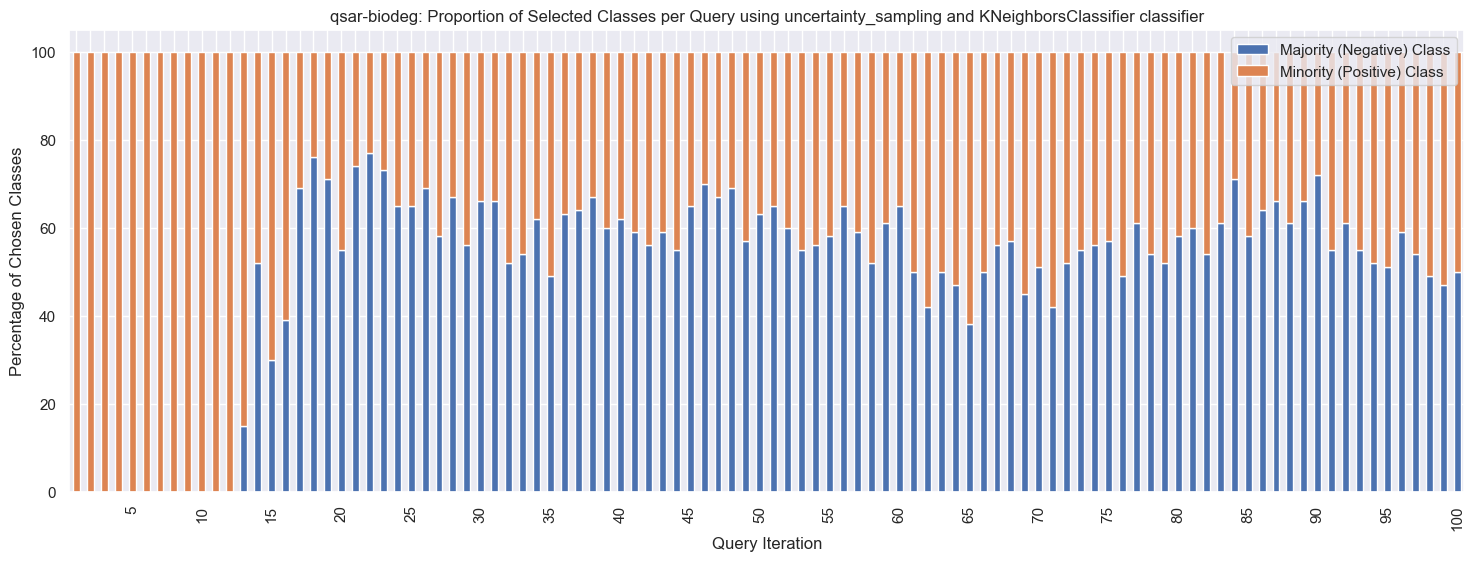 qsar-biodeg: Proportion of Selected Classes per Query using uncertainty_sampling and KNeighborsClassifier classifier
Majority (Negative) Class
Minority (Positive) Class
Percentage of Chosen Classes
100
80
60
40
20
0
5 10 15 20 25 30 35 40 45 50 55 60 65 70 75 80 85 90 95 100
Query Iteration